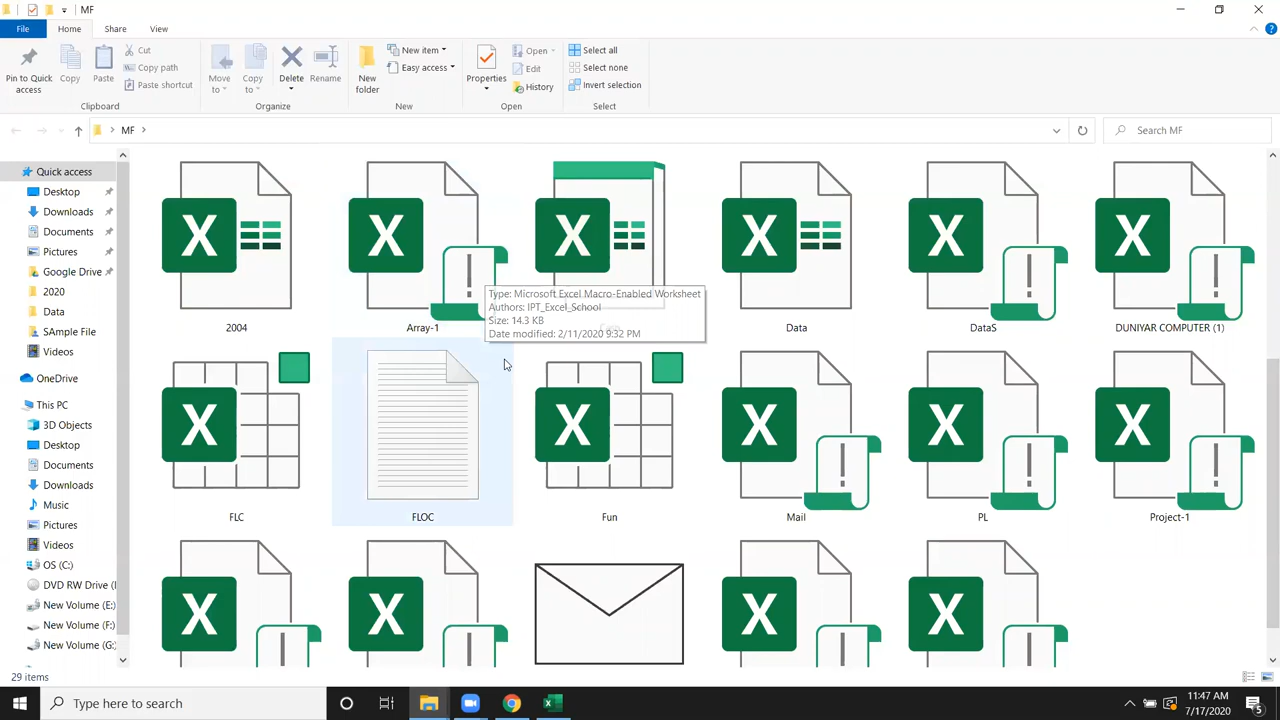 MF
File Home Share View
Pin to Quick access
Copy
Paste
Cut
Copy path
Paste shortcut
Clipboard
Move to
Copy to
Delete
Rename
Organize
New folder
New item
Easy access
New
Properties
Open
Edit
History
Open
Select all
Select none
Invert selection
Select
MF
Search MF
Quick access
Desktop
Downloads
Documents
Pictures
Google Drive
2020
Data
SAmple File
Videos
OneDrive
This PC
3D Objects
Desktop
Documents
Downloads
Music
Pictures
Videos
OS (C:)
DVD RW Drive (
New Volume (E:)
New Volume (F:)
New Volume (G:)
2004
Array-1
Data
DataS
DUNIYAR COMPUTER (1)
Type: Microsoft Excel Macro-Enabled Worksheet
Authors: IPT_Excel_School
Size: 14.3 KB
Date modified: 2/11/2020 9:32 PM
FLC
FLOC
Fun
Mail
PL
Project-1
29 items
Type here to search
11:47 AM
7/17/2020
5